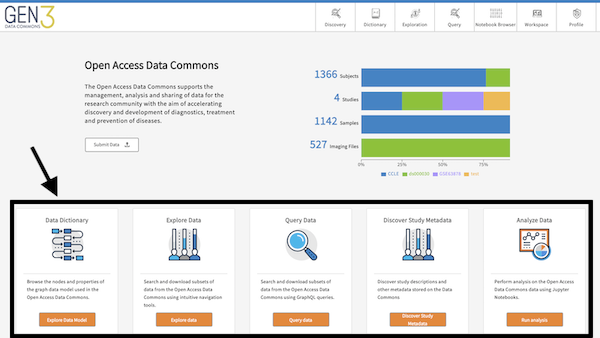 GEN3
DATA COMMONS
Discovery
Dictionary
Exploration
Query
Notebook Browser
Workspace
Profile
Open Access Data Commons
The Open Access Data Commons supports the
management, analysis and sharing of data for the
research community with the aim of accelerating
discovery and development of diagnostics, treatment
and prevention of diseases.
Submit Data
1366 Subjects
4 Studies
1142 Samples
527 Imaging Files
0% 25% 50% 75%
CCLE
Data Dictionary
Browse the nodes and properties of
the graph data model used in the
Open Access Data Commons.
Explore Data Model
Explore Data
Search and download subsets of
data from the Open Access Data
Commons using intuitive navigation
tools.
Explore data
Query Data
Search and download subsets of
data from the Open Access Data
Commons using GraphQL queries.
Query data
Discover Study Metadata
Discover study descriptions and
other metadata stored on the Data
Commons
Discover Study
Metadata
Analyze Data
Perform analysis on the Open Access
Data Commons data using Jupyter
Notebooks.
Run analysis